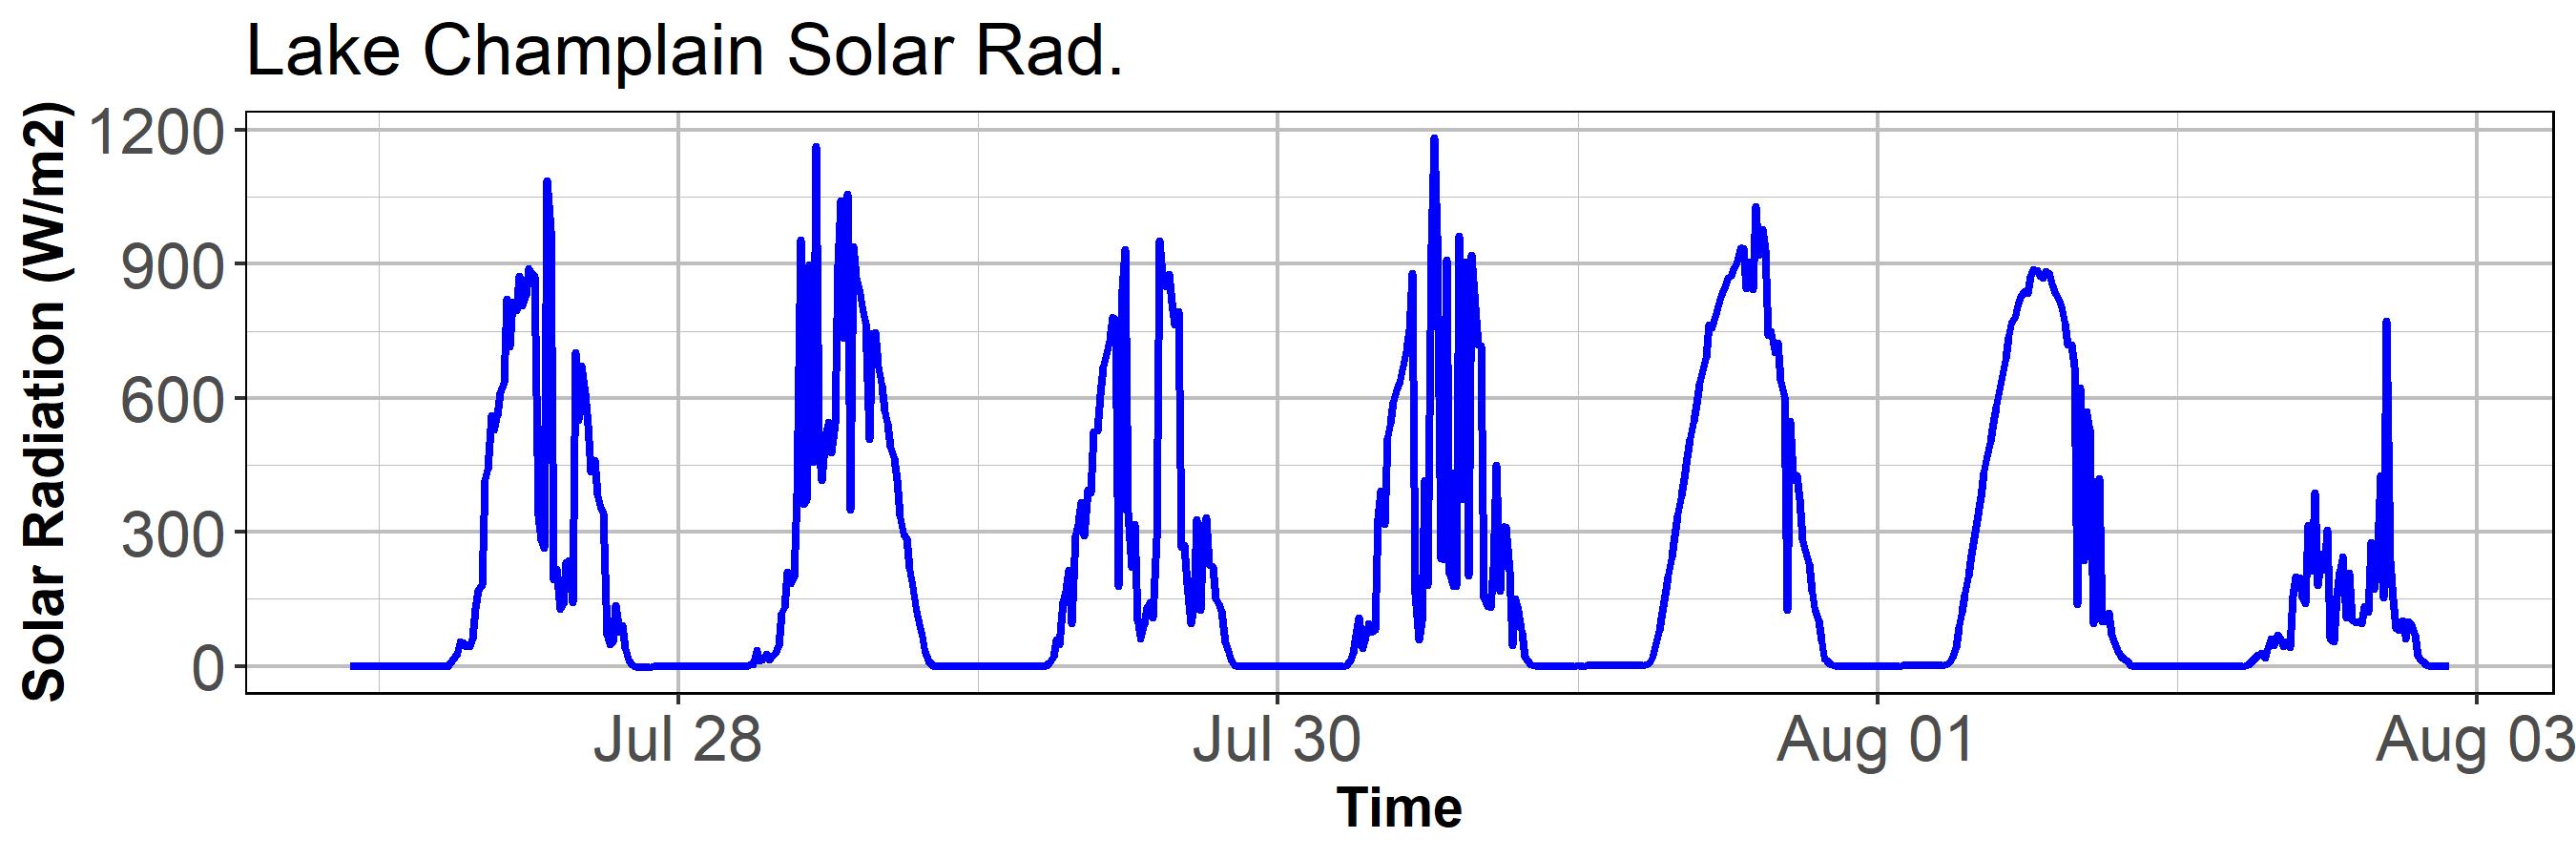 Lake Champlain Solar Rad.
Solar Radiation (W/m2)
1200
900
600
300
0
Jul 28
Jul 30
Aug 01
Aug 03
Time